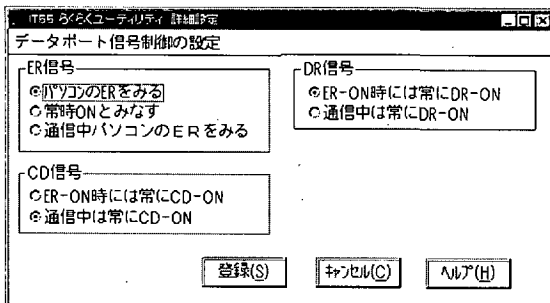 IT55 らくらくユーティリティ 詳細設定
データポート信号制御の設定
ER信号
パソコンのERをみる
常時ONとみなす
通信中パソコンのERをみる
DR信号
ER-ON時には常にDR-ON
通信中は常にDR-ON
CD信号
ER-ON時には常にCD-ON
通信中は常にCD-ON
登録(S)
キャンセル(C)
ヘルプ(H)